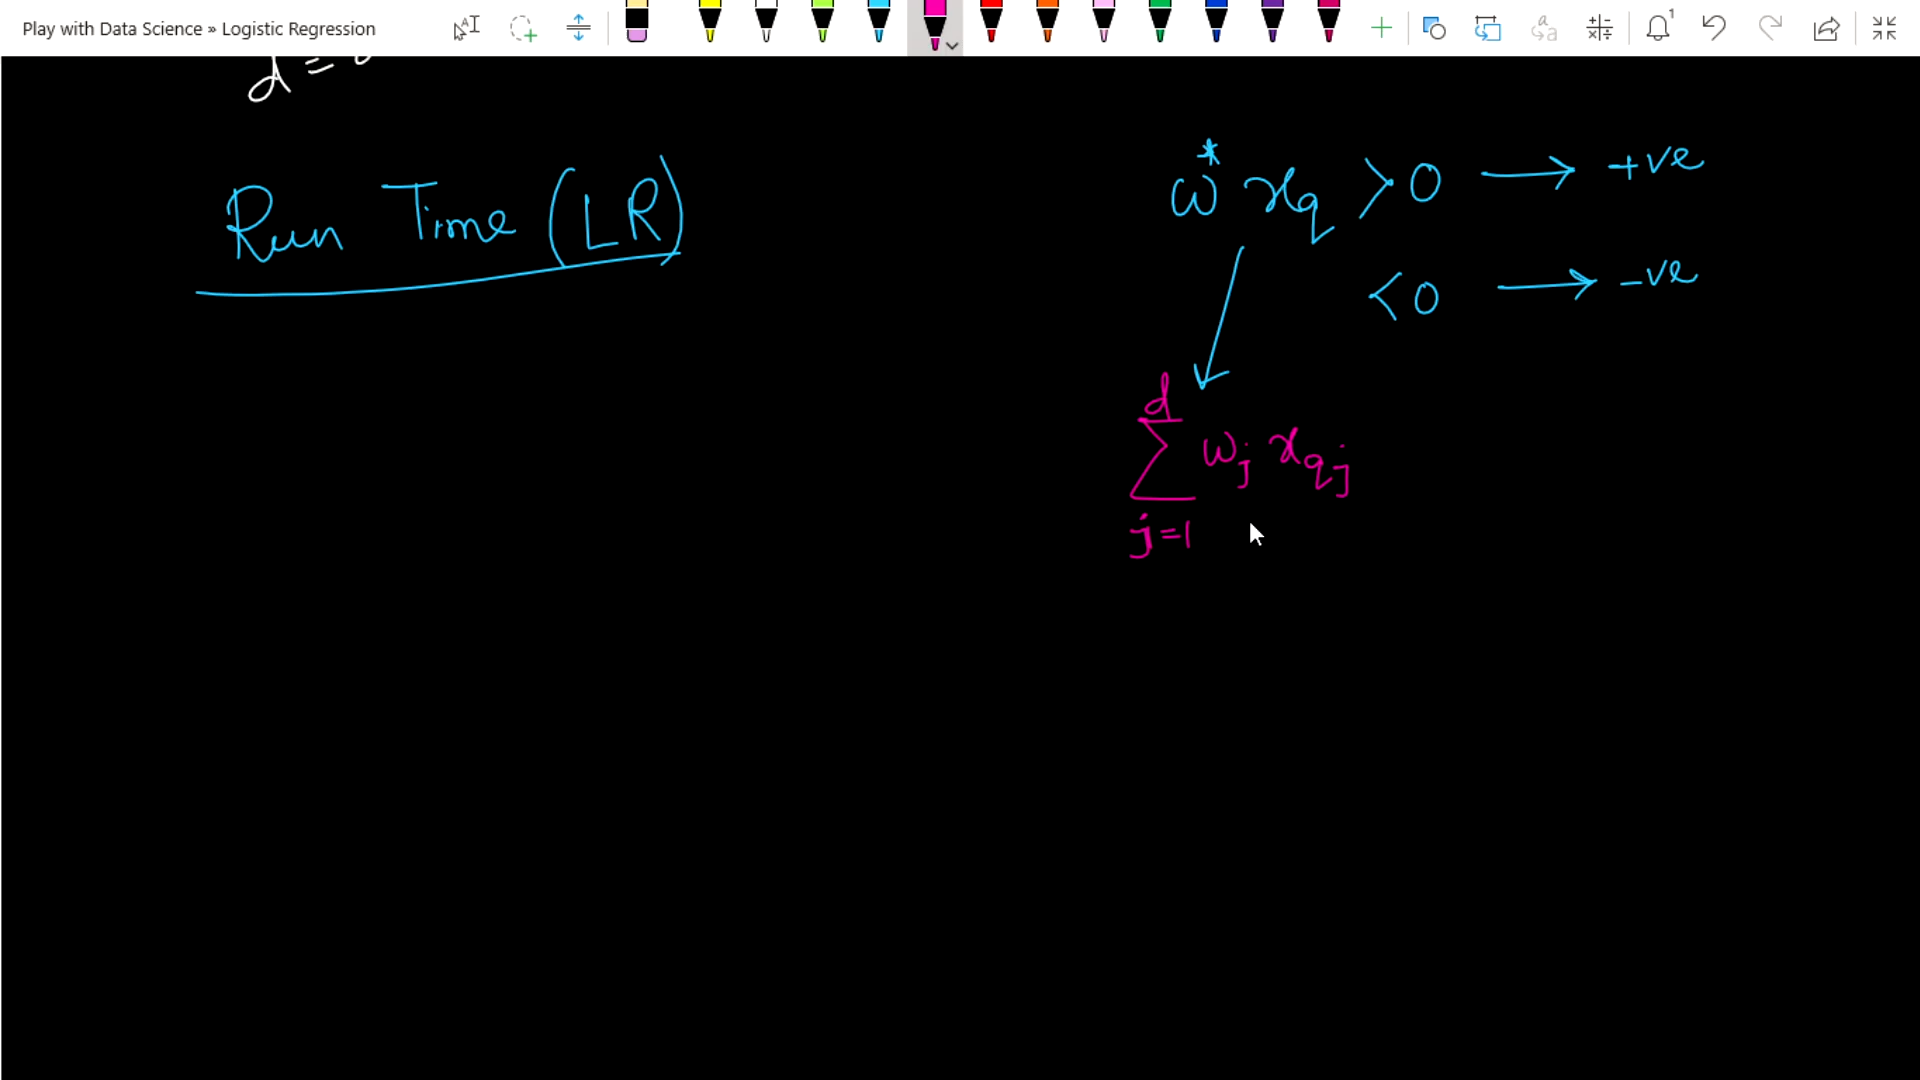 Play with Data Science » Logistic Regression
d =
Run Time (LR)
w* xq > 0 → +ve
< 0 → -ve
d
∑ wj xqj
j=1